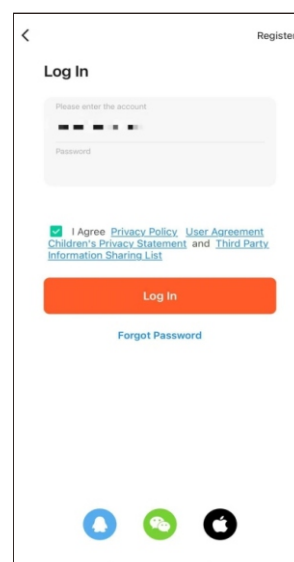 Register
Log In
Please enter the account
Password
I Agree Privacy Policy User Agreement
Children's Privacy Statement and Third Party
Information Sharing List
Log In
Forgot Password